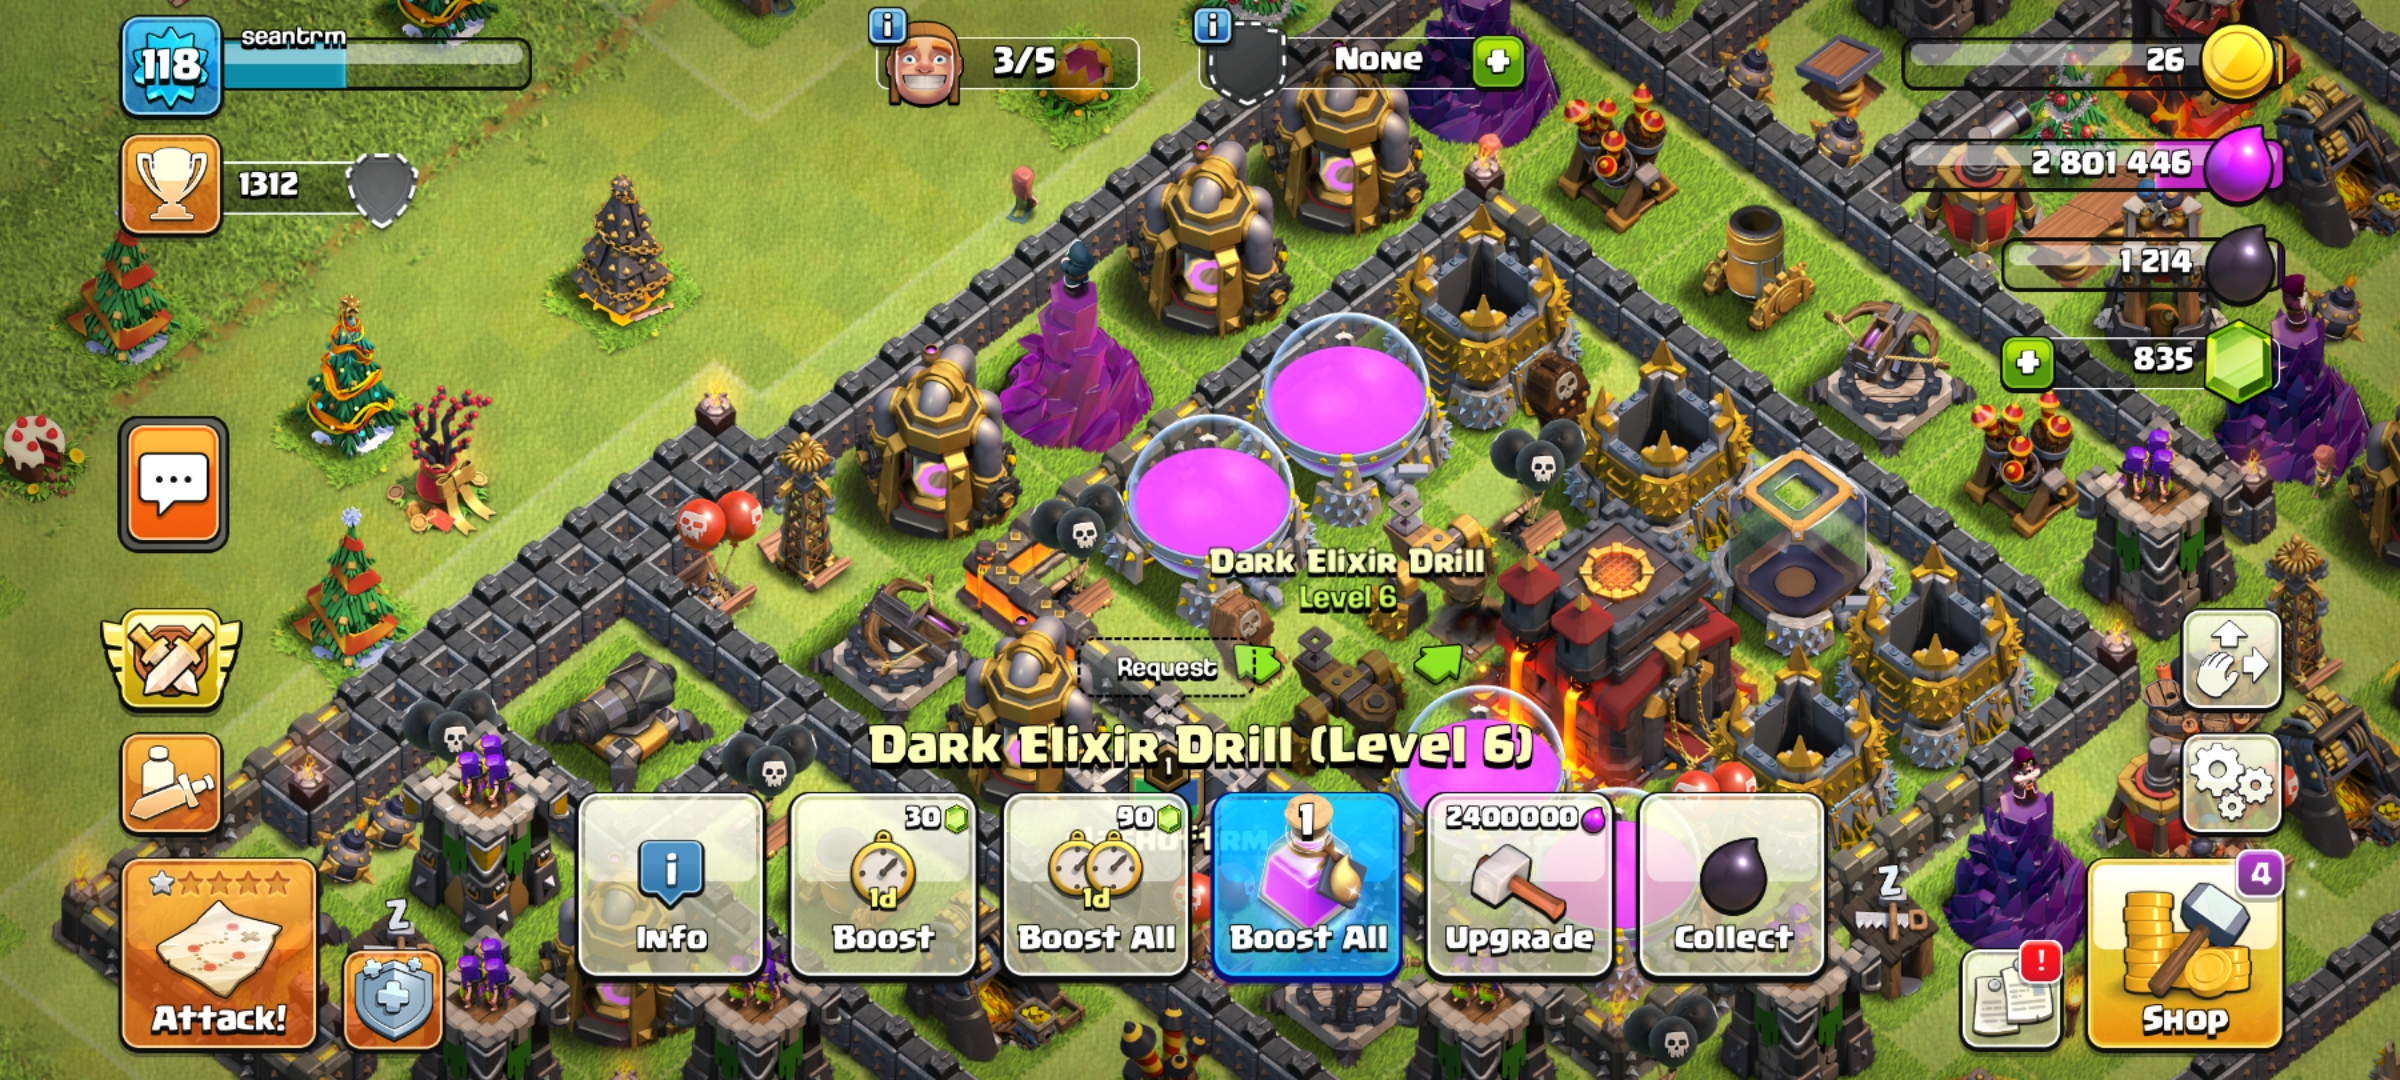 118
seantrm
3/5
None
26
1312
2 801 446
1 214
835
Dark Elixir Drill
Level 6
Request
Dark Elixir Drill (Level 6)
1
Info
30
1d
Boost
90
1d
Boost All
1
Boost All
2400000
Upgrade
Collect
Z
Z
Attack!
4
!
Shop